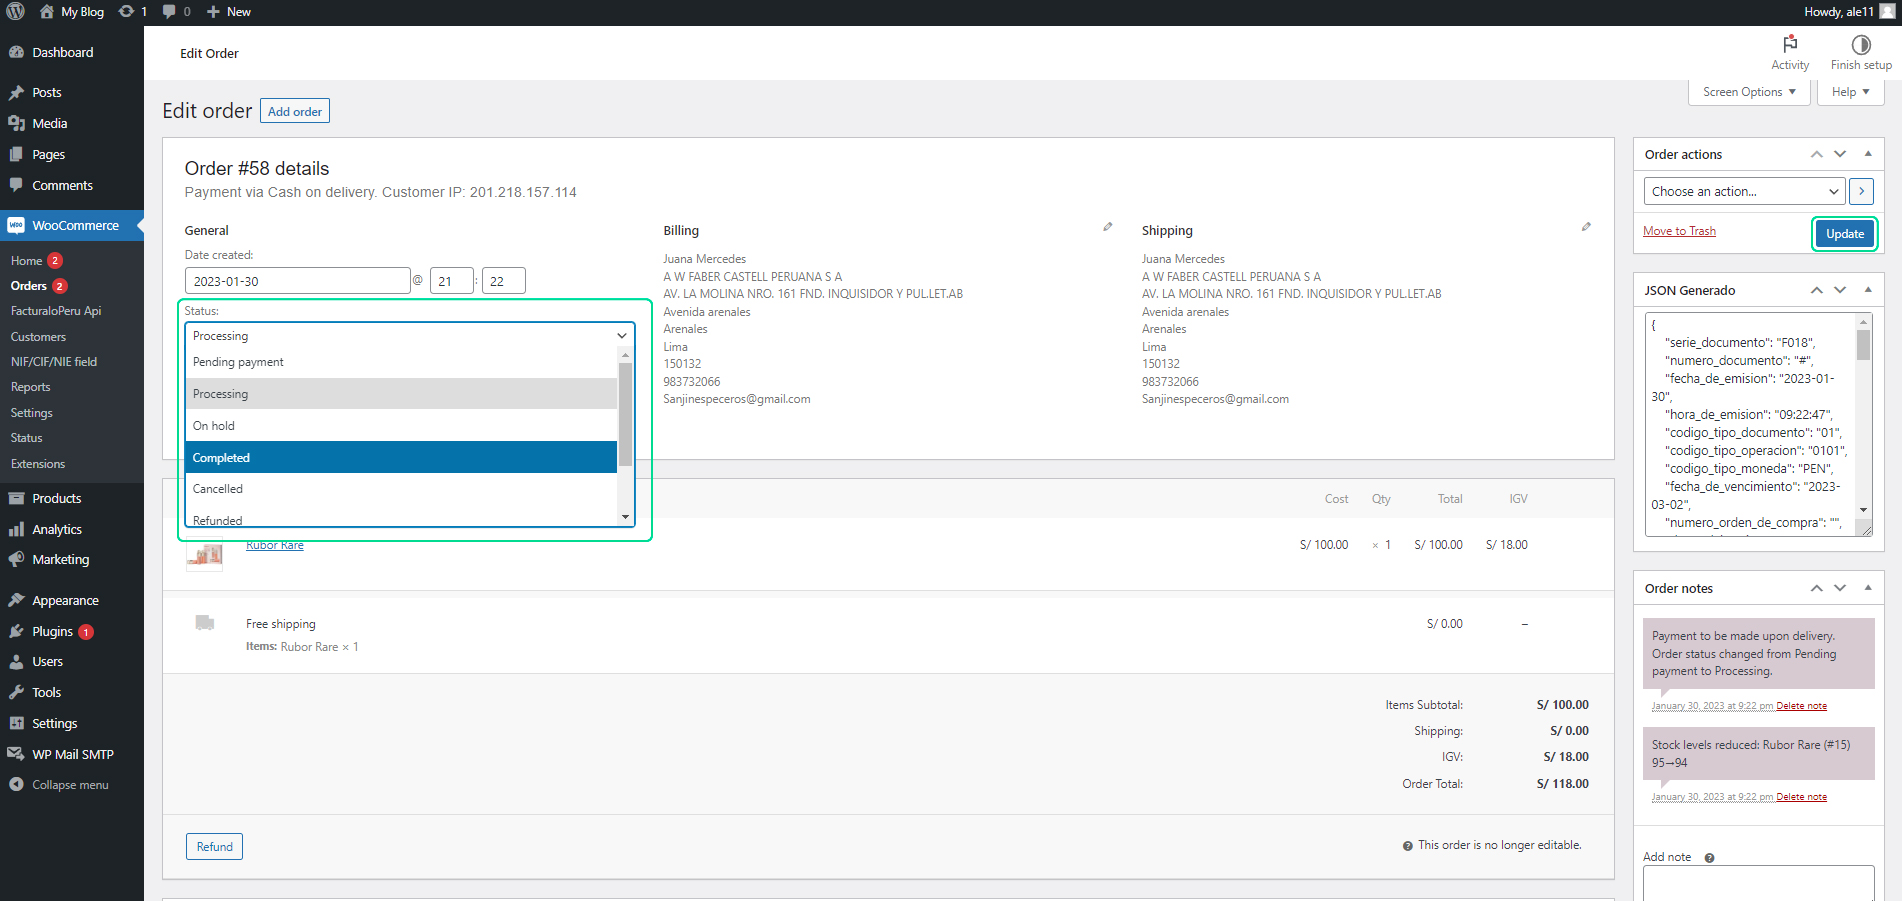 My Blog 1 0 New
Howdy, ale11
Dashboard
Posts
Media
Pages
Comments
WooCommerce
Home 2
Orders 2
FacturaloPeru Api
Customers
NIF/CIF/NIE field
Reports
Settings
Status
Extensions
Products
Analytics
Marketing
Appearance
Plugins 1
Users
Tools
Settings
WP Mail SMTP
Collapse menu
Edit Order
Activity
Finish setup
Screen Options
Help
Edit order
Add order
Order #58 details
Payment via Cash on delivery. Customer IP: 201.218.157.114
General
Date created:
2023-01-30 @ 21 : 22
Status:
Processing
Pending payment
Processing
On hold
Completed
Cancelled
Refunded
Billing
Juana Mercedes
A W FABER CASTELL PERUANA S A
AV. LA MOLINA NRO. 161 FND. INQUISIDOR Y PUL.LET.AB
Avenida arenales
Arenales
Lima
150132
983732066
Sanjinespeceros@gmail.com
Shipping
Juana Mercedes
A W FABER CASTELL PERUANA S A
AV. LA MOLINA NRO. 161 FND. INQUISIDOR Y PUL.LET.AB
Avenida arenales
Arenales
Lima
150132
983732066
Sanjinespeceros@gmail.com
Cost Qty Total IGV
Rubor Rare S/ 100.00 × 1 S/ 100.00 S/ 18.00
Free shipping S/ 0.00 –
Items: Rubor Rare × 1
Items Subtotal: S/ 100.00
Shipping: S/ 0.00
IGV: S/ 18.00
Order Total: S/ 118.00
Refund
This order is no longer editable.
Order actions
Choose an action...
Move to Trash
Update
JSON Generado
{
"serie_documento": "F018",
"numero_documento": "#",
"fecha_de_emision": "2023-01-
30",
"hora_de_emision": "09:22:47",
"codigo_tipo_documento": "01",
"codigo_tipo_operacion": "0101",
"codigo_tipo_moneda": "PEN",
"fecha_de_vencimiento": "2023-
03-02",
"numero_orden_de_compra": "",
Order notes
Payment to be made upon delivery.
Order status changed from Pending
payment to Processing.
January 30, 2023 at 9:22 pm Delete note
Stock levels reduced: Rubor Rare (#15)
95→94
January 30, 2023 at 9:22 pm Delete note
Add note